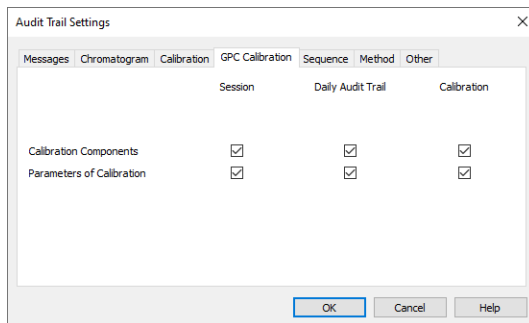 Audit Trail Settings
Messages Chromatogram Calibration GPC Calibration Sequence Method Other
Session Daily Audit Trail Calibration
Calibration Components
Parameters of Calibration
OK Cancel Help